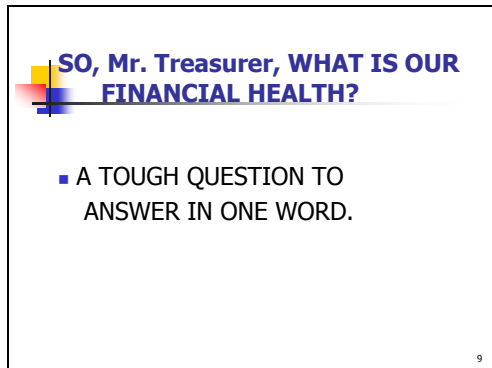 SO, Mr. Treasurer, WHAT IS OUR
FINANCIAL HEALTH?
A TOUGH QUESTION TO
ANSWER IN ONE WORD.
9